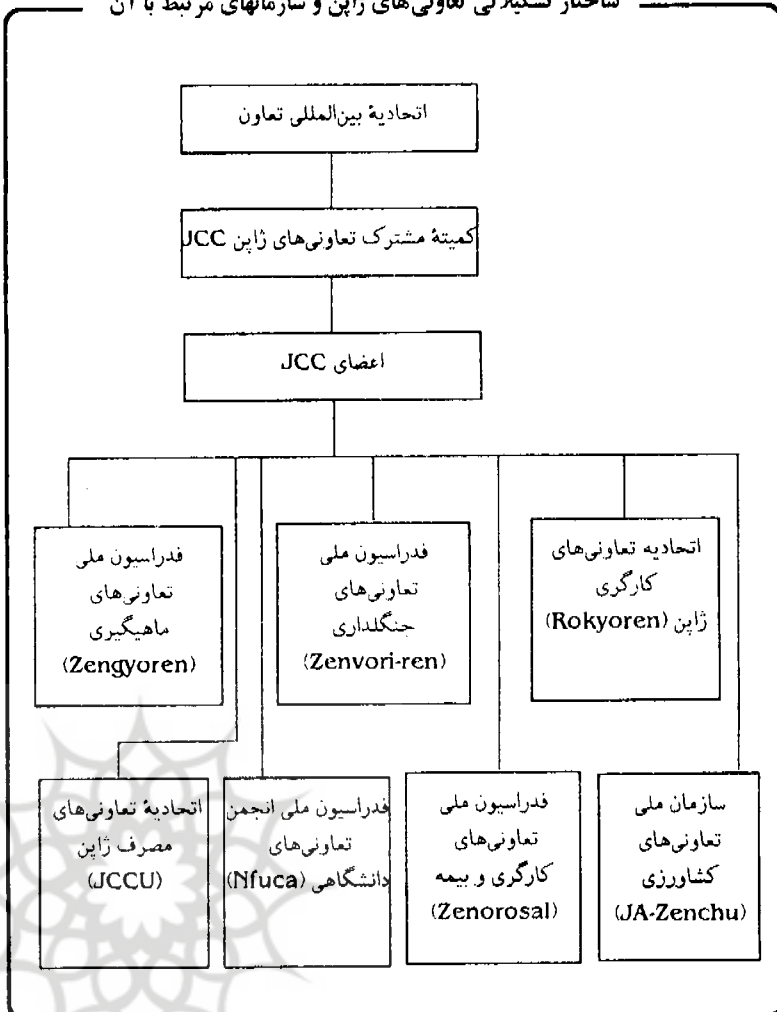 ساختار تشکیلاتی تعاونی‌های ژاپن و سازمانهای مرتبط با آن
اتحادیهٔ بین‌المللی تعاون
کمیتهٔ مشترک تعاونی‌های ژاپن JCC
اعضای JCC
اتحادیه تعاونی‌های
کارگری
ژاپن (Rokyoren)
فدراسیون ملی
تعاونی‌های
جنگلداری
(Zenvori-ren)
فدراسیون ملی
تعاونی‌های
ماهیگیری
(Zengyoren)
سازمان ملی
تعاونی‌های
کشاورزی
(JA-Zenchu)
فدراسیون ملی
تعاونی‌های
کارگری و بیمه
(Zenorosal)
فدراسیون ملی انجمن
تعاونی‌های
دانشگاهی (Nfuca)
اتحادیهٔ تعاونی‌های
مصرف ژاپن
(JCCU)